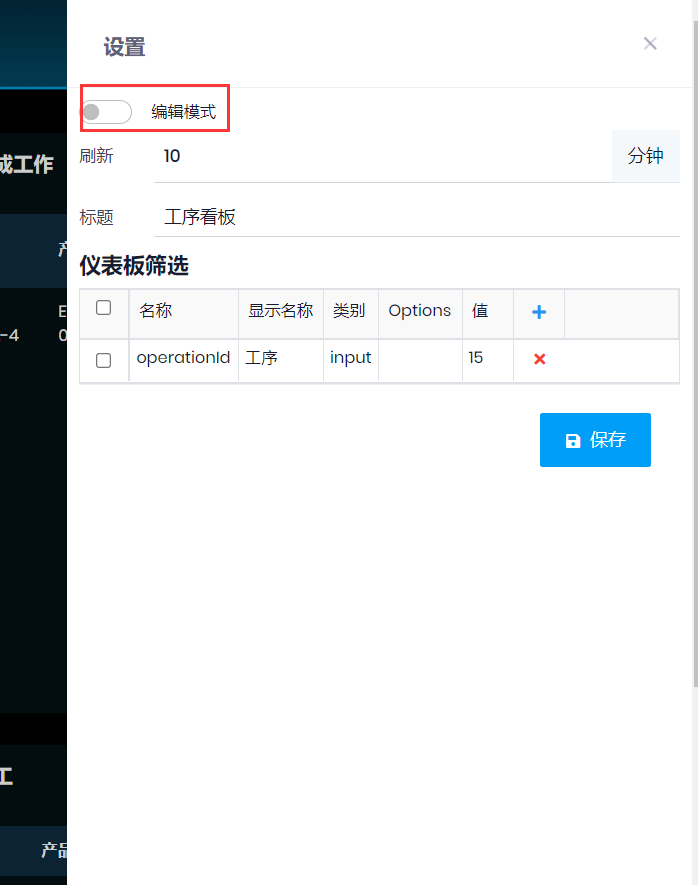 设置
编辑模式
刷新 10 分钟
标题 工序看板
仪表板筛选
名称 显示名称 类别 Options 值
operationId 工序 input 15
保存
成工作
产
E
-4 0
工
产品